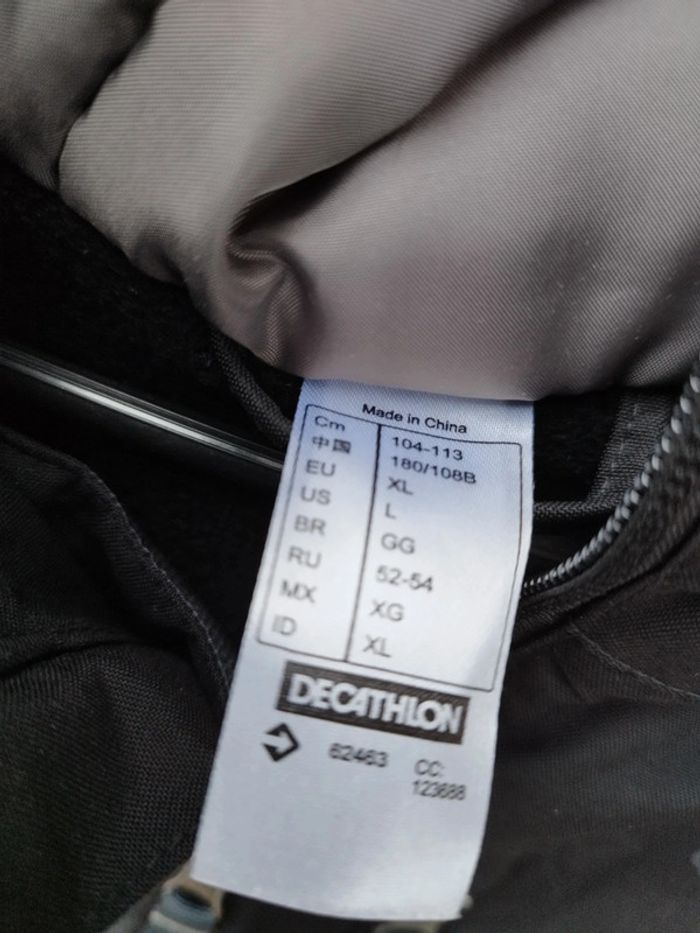 Made in China
Cm 104-113
中国 180/108B
EU XL
US L
BR GG
RU 52-54
MX XG
ID XL
DECATHLON
62463 CC:
123688